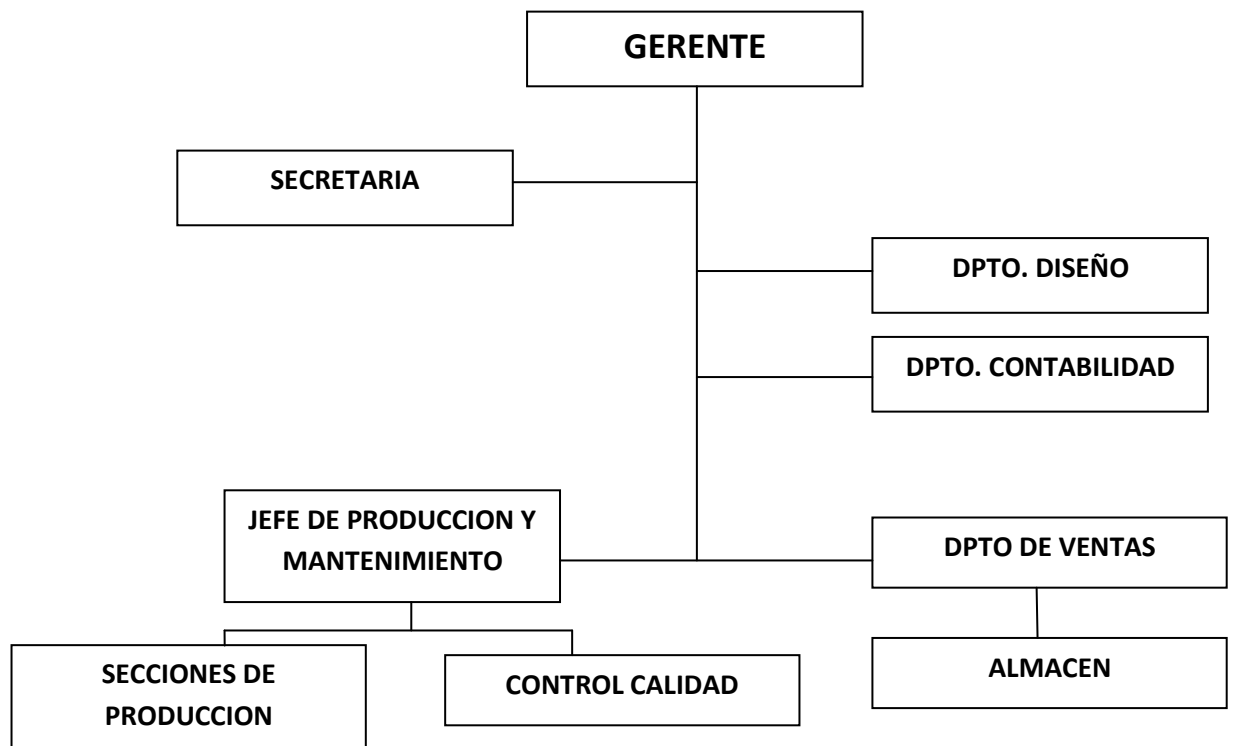 GERENTE
SECRETARIA
DPTO. DISEÑO
DPTO. CONTABILIDAD
JEFE DE PRODUCCION Y
MANTENIMIENTO
DPTO DE VENTAS
SECCIONES DE
PRODUCCION
CONTROL CALIDAD
ALMACEN